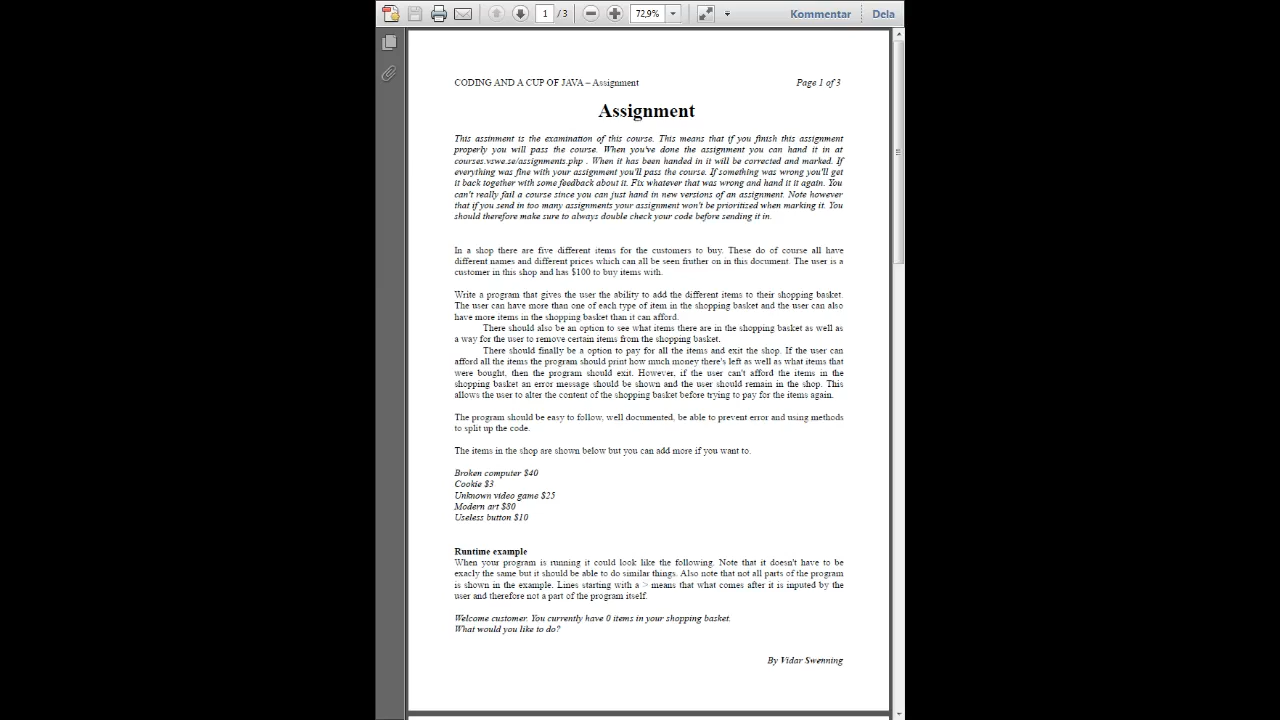 1 / 3 72,9% Kommentar Dela
CODING AND A CUP OF JAVA – Assignment Page 1 of 3
Assignment
This assinment is the examination of this course. This means that if you finish this assignment
properly you will pass the course. When you've done the assignment you can hand it in at
courses.vswe.se/assignments.php . When it has been handed in it will be corrected and marked. If
everything was fine with your assignment you'll pass the course. If something was wrong you'll get
it back together with some feedback about it. Fix whatever that was wrong and hand it it again. You
can't really fail a course since you can just hand in new versions of an assignment. Note however
that if you send in too many assignments your assignment won't be prioritized when marking it. You
should therefore make sure to always double check your code before sending it in.
In a shop there are five different items for the customers to buy. These do of course all have
different names and different prices which can all be seen fruther on in this document. The user is a
customer in this shop and has $100 to buy items with.
Write a program that gives the user the ability to add the different items to their shopping basket.
The user can have more than one of each type of item in the shopping basket and the user can also
have more items in the shopping basket than it can afford.
There should also be an option to see what items there are in the shopping basket as well as
a way for the user to remove certain items from the shopping basket.
There should finally be a option to pay for all the items and exit the shop. If the user can
afford all the items the program should print how much money there's left as well as what items that
were bought, then the program should exit. However, if the user can't afford the items in the
shopping basket an error message should be shown and the user should remain in the shop. This
allows the user to alter the content of the shopping basket before trying to pay for the items again.
The program should be easy to follow, well documented, be able to prevent error and using methods
to split up the code.
The items in the shop are shown below but you can add more if you want to.
Broken computer $40
Cookie $3
Unknown video game $25
Modern art $80
Useless button $10
Runtime example
When your program is running it could look like the following. Note that it doesn't have to be
exacly the same but it should be able to do similar things. Also note that not all parts of the program
is shown in the example. Lines starting with a > means that what comes after it is inputed by the
user and therefore not a part of the program itself.
Welcome customer. You currently have 0 items in your shopping basket.
What would you like to do?
By Vidar Swenning